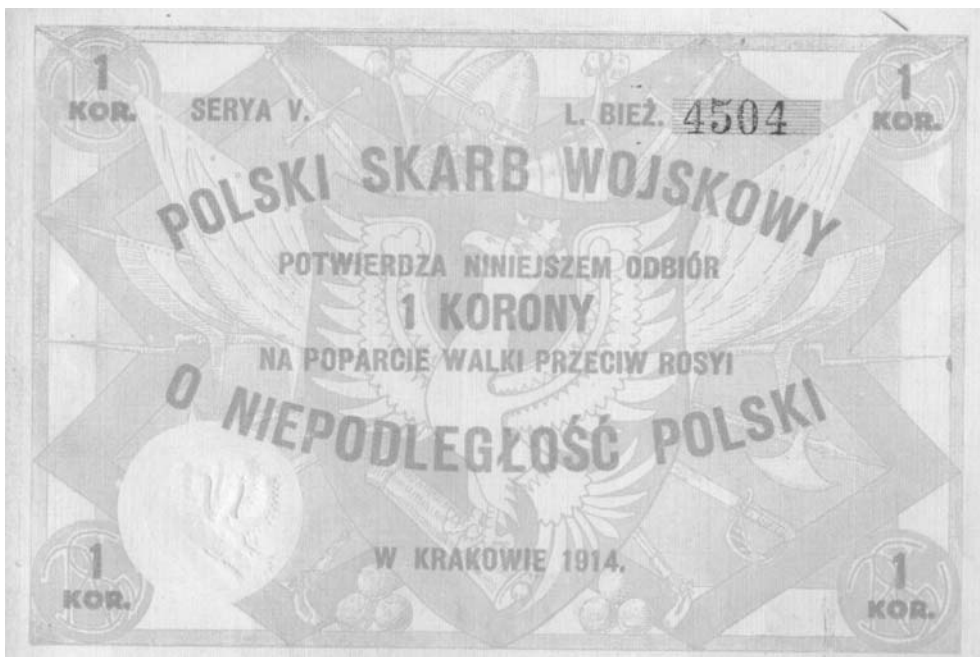 1 KOR.
1 KOR.
SERYA V.
L. BIEŻ. 4504
POLSKI SKARB WOJSKOWY
POTWIERDZA NINIEJSZEM ODBIÓR
1 KORONY
NA POPARCIE WALKI PRZECIW ROSYI
O NIEPODLEGŁOŚĆ POLSKI
W KRAKOWIE 1914.
1 KOR.
1 KOR.